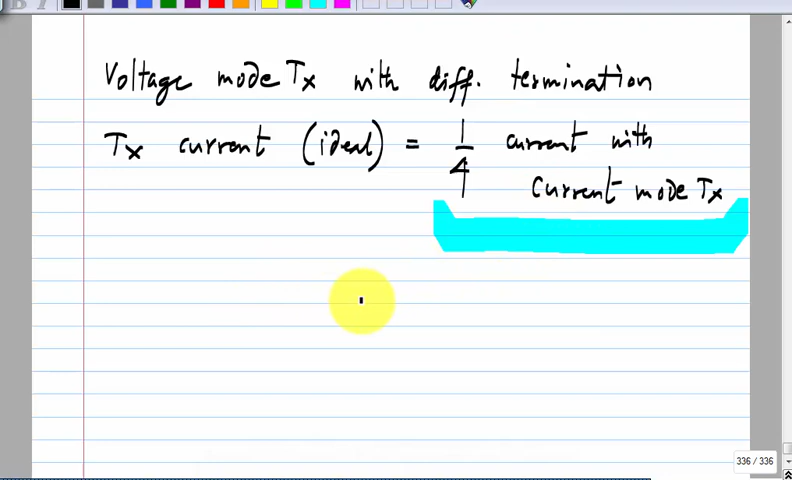 Voltage mode Tx with diff. termination
Tx current (ideal) = 1/4 current with
current mode Tx
336 / 336